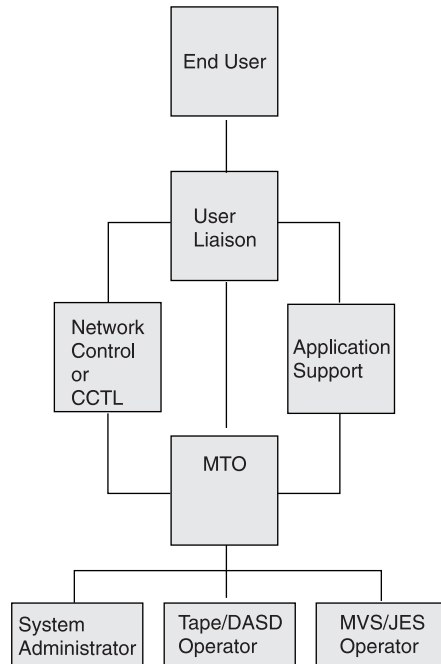 End User
User
Liaison
Network
Control
or
CCTL
Application
Support
MTO
System
Administrator
Tape/DASD
Operator
MVS/JES
Operator